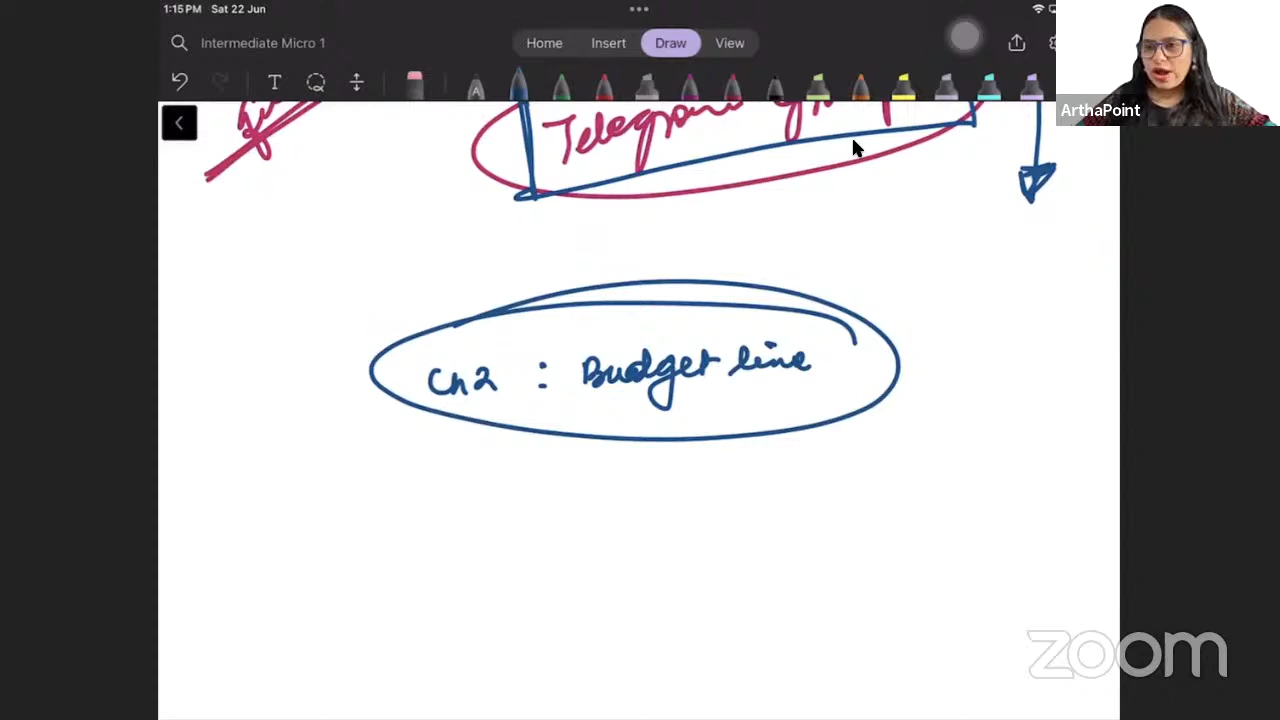 1:15 PM Sat 22 Jun
Intermediate Micro 1
Home Insert Draw View
T
A
ArthaPoint
Telegram
Ch 2 : Budget line
zoom